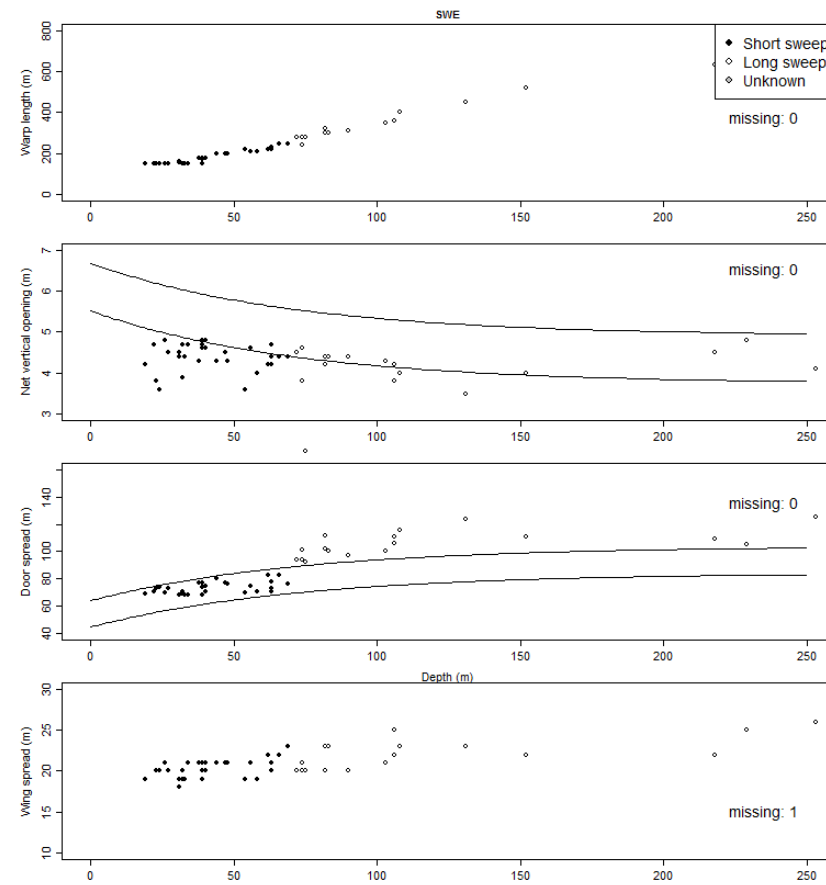 SWE
Warp length (m)
800
600
400
200
0
Short sweep
Long sweep
Unknown
missing: 0
0 50 100 150 200 250
Net vertical opening (m)
7
6
5
4
3
missing: 0
0 50 100 150 200 250
Door spread (m)
140
100
80
60
40
missing: 0
0 50 100 150 200 250
Depth (m)
Wing spread (m)
30
25
20
15
10
missing: 1
0 50 100 150 200 250